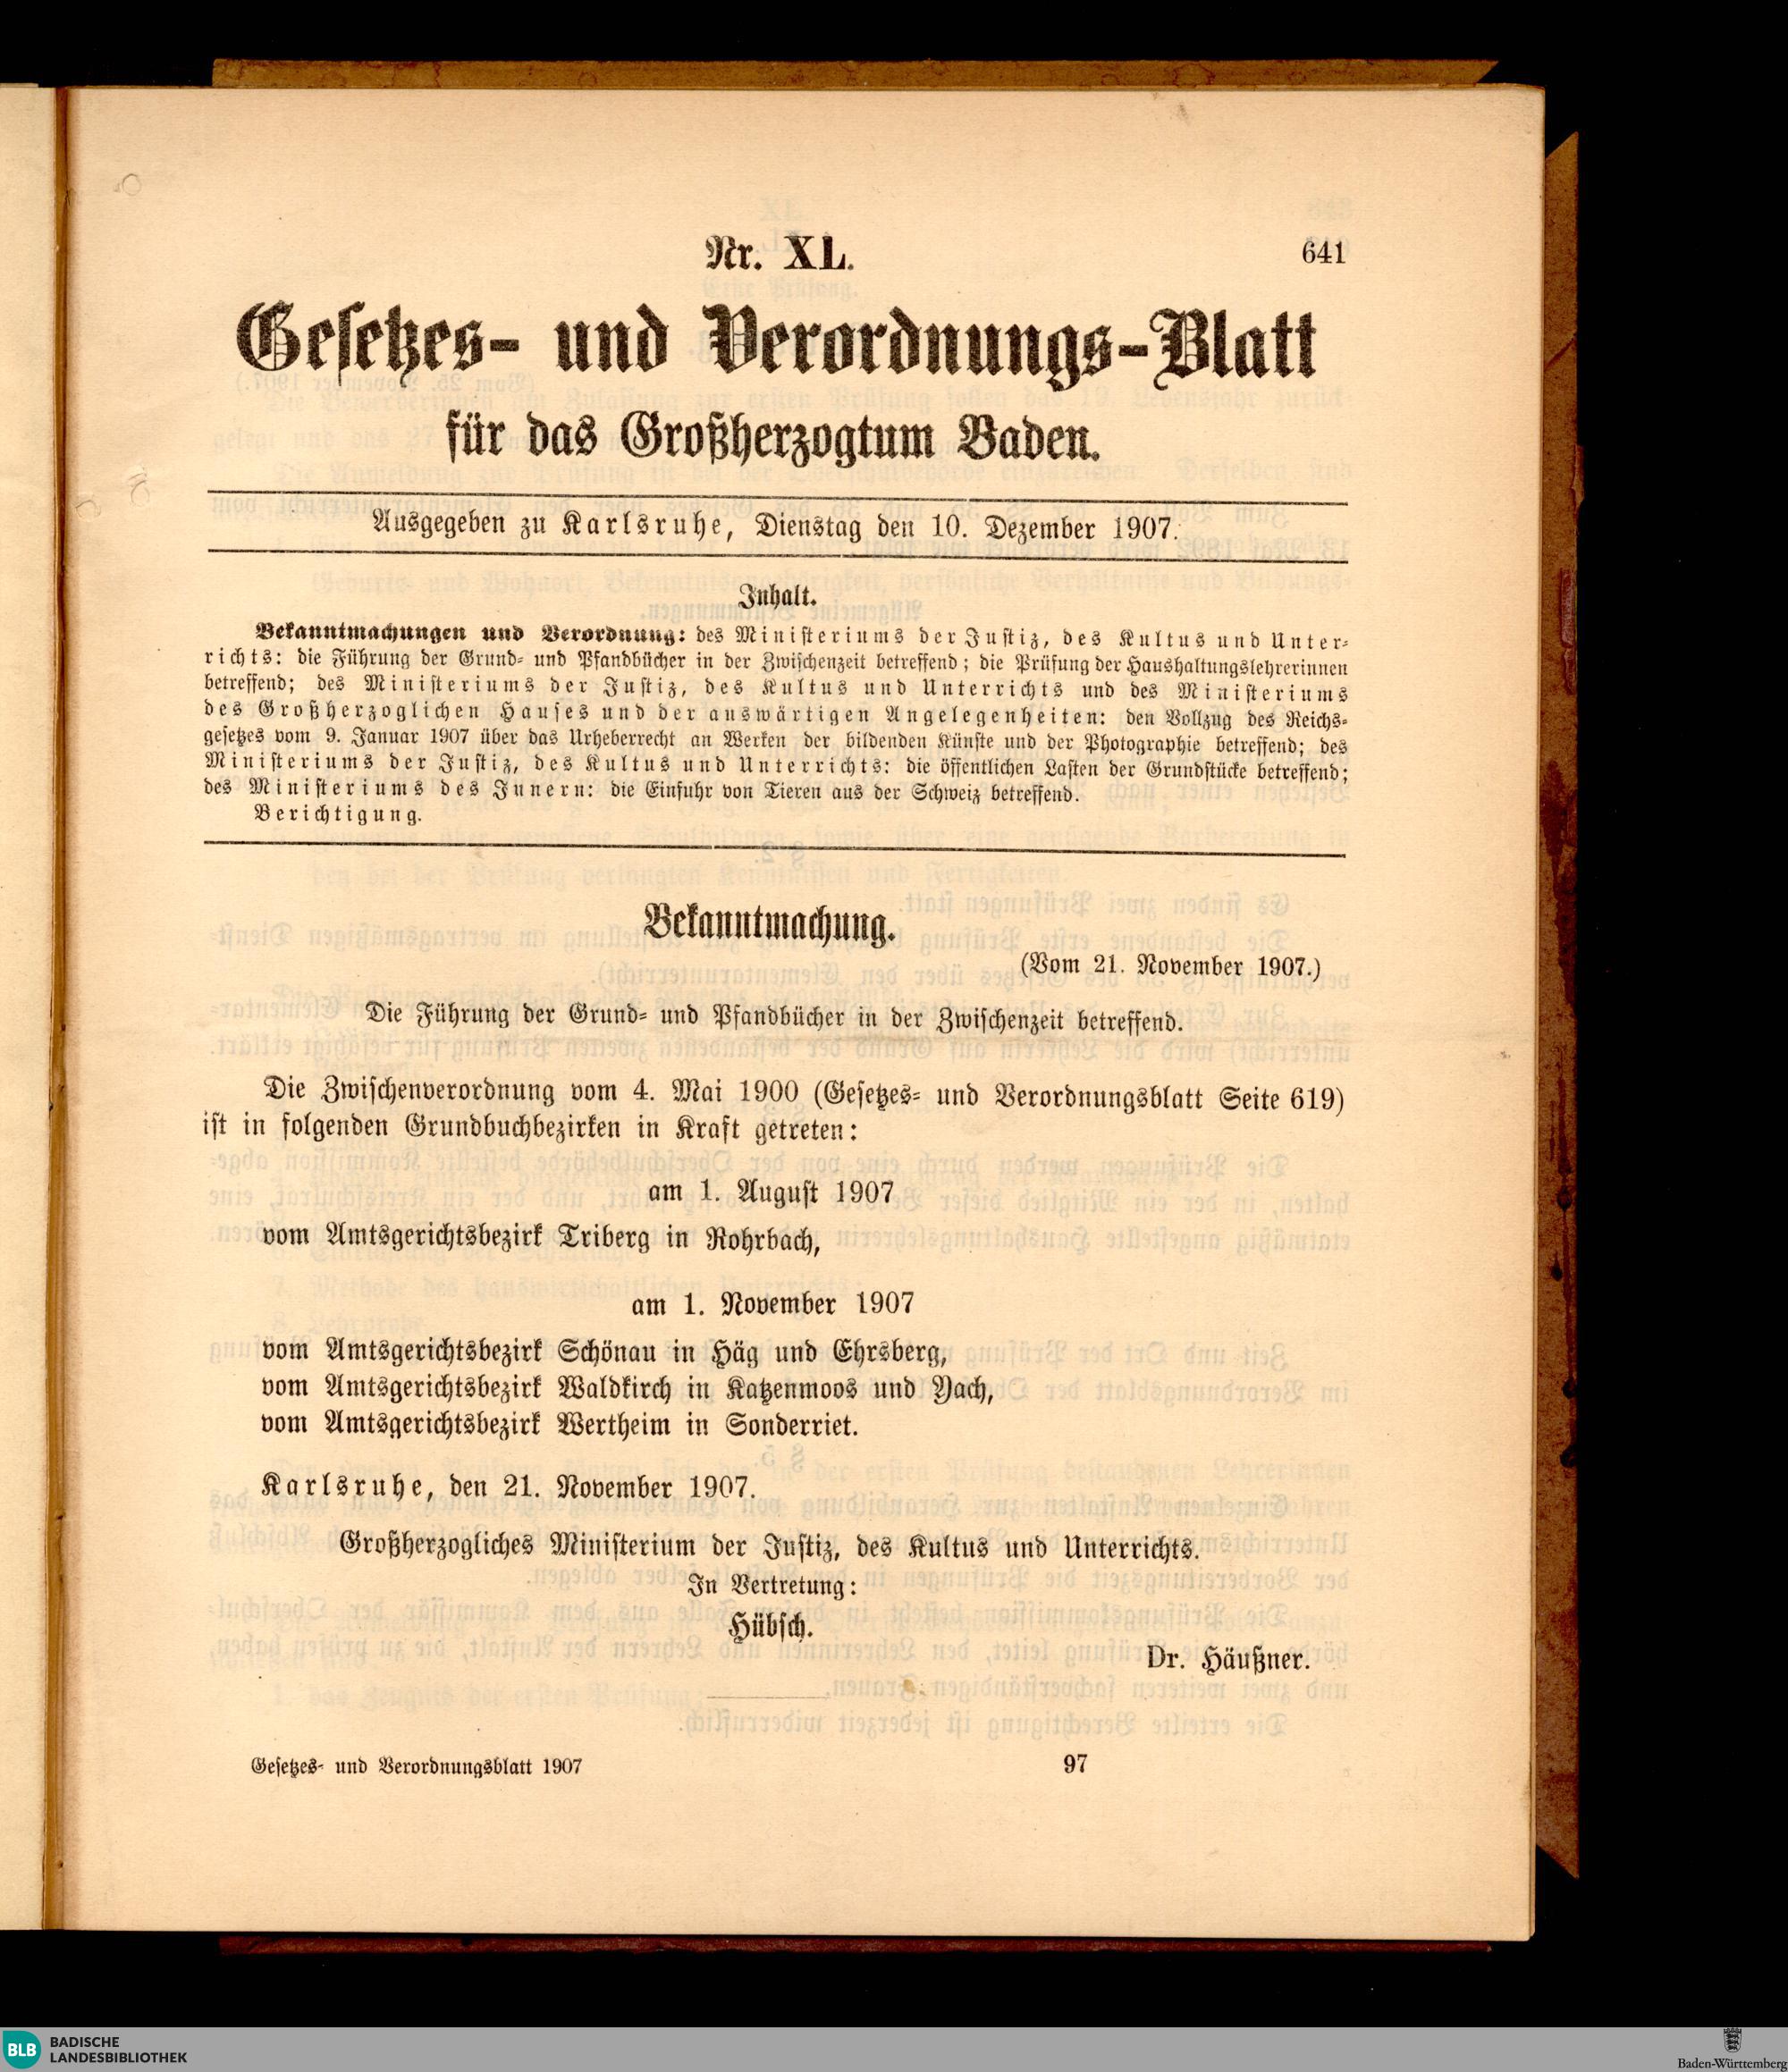 Nr. XL.
641
Gesetzes- und Verordnungs-Blatt
für das Großherzogtum Baden.
Ausgegeben zu Karlsruhe, Dienstag den 10. Dezember 1907.
Inhalt.
Bekanntmachungen und Verordnung: des Ministeriums der Justiz, des Kultus und Unter-
richts: die Führung der Grund- und Pfandbücher in der Zwischenzeit betreffend; die Prüfung der Haushaltungslehrerinnen
betreffend; des Ministeriums der Justiz, des Kultus und Unterrichts und des Ministeriums
des Großherzoglichen Hauses und der auswärtigen Angelegenheiten: den Vollzug des Reichs-
gesetzes vom 9. Januar 1907 über das Urheberrecht an Werken der bildenden Künste und der Photographie betreffend; des
Ministeriums der Justiz, des Kultus und Unterrichts: die öffentlichen Lasten der Grundstücke betreffend;
des Ministeriums des Innern: die Einfuhr von Tieren aus der Schweiz betreffend.
Berichtigung.
Bekanntmachung.
(Vom 21. November 1907.)
Die Führung der Grund- und Pfandbücher in der Zwischenzeit betreffend.
Die Zwischenverordnung vom 4. Mai 1900 (Gesetzes- und Verordnungsblatt Seite 619)
ist in folgenden Grundbuchbezirken in Kraft getreten:
am 1. August 1907
vom Amtsgerichtsbezirk Triberg in Rohrbach,
am 1. November 1907
vom Amtsgerichtsbezirk Schönau in Häg und Ehrsberg,
vom Amtsgerichtsbezirk Waldkirch in Katzenmoos und Yach,
vom Amtsgerichtsbezirk Wertheim in Sonderriet.
Karlsruhe, den 21. November 1907.
Großherzogliches Ministerium der Justiz, des Kultus und Unterrichts.
In Vertretung:
Hübsch.
Dr. Häußner.
Gesetzes- und Verordnungsblatt 1907
97
BLB BADISCHE
LANDESBIBLIOTHEK
Baden-Württemberg